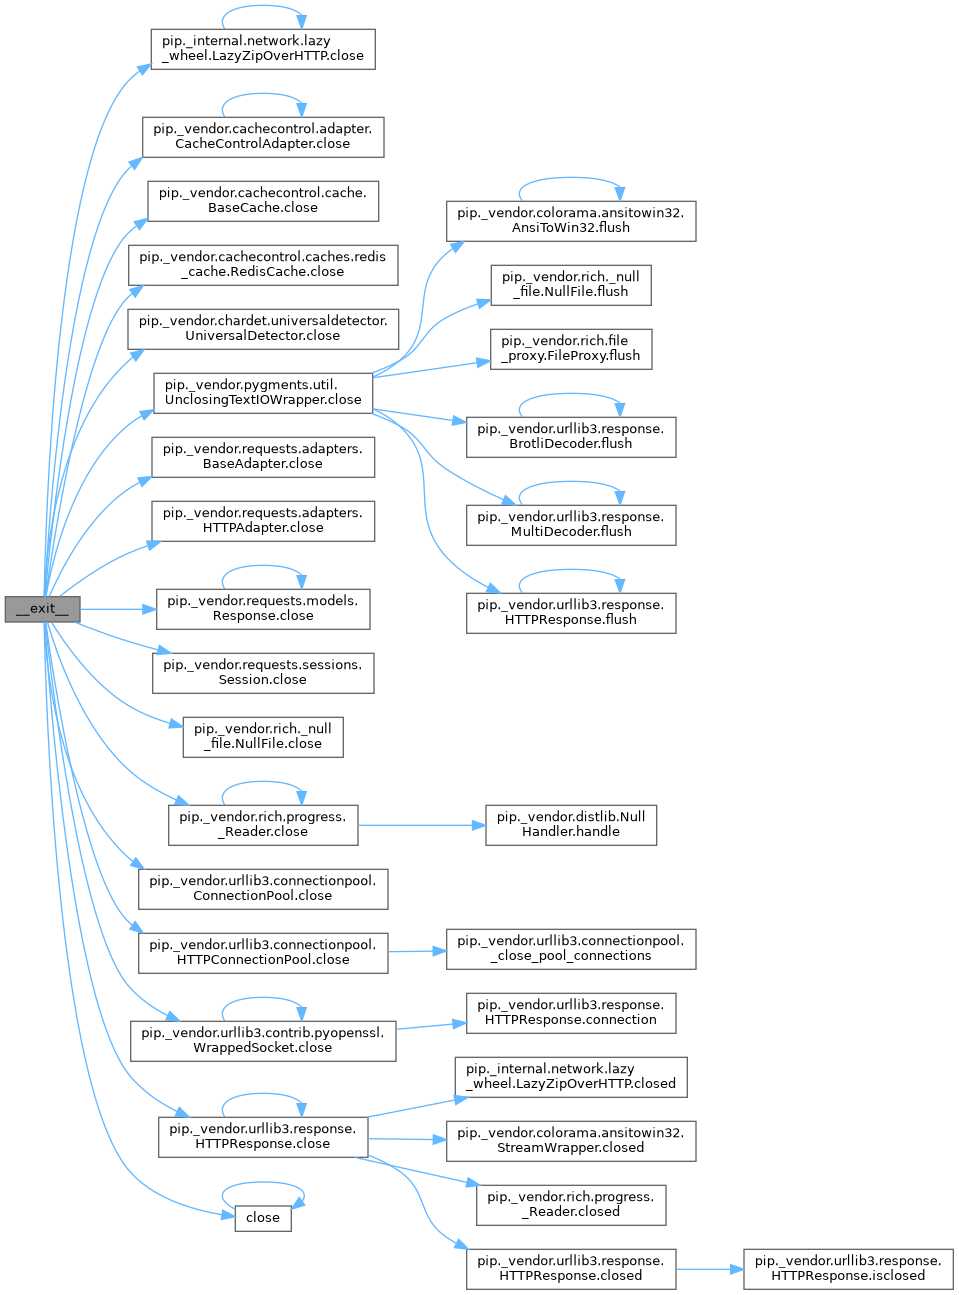 pip._internal.network.lazy
_wheel.LazyZipOverHTTP.close
pip._vendor.cachecontrol.adapter.
CacheControlAdapter.close
pip._vendor.cachecontrol.cache.
BaseCache.close
pip._vendor.cachecontrol.caches.redis
_cache.RedisCache.close
pip._vendor.chardet.universaldetector.
UniversalDetector.close
pip._vendor.pygments.util.
UnclosingTextIOWrapper.close
pip._vendor.requests.adapters.
BaseAdapter.close
pip._vendor.requests.adapters.
HTTPAdapter.close
__exit__
pip._vendor.requests.models.
Response.close
pip._vendor.requests.sessions.
Session.close
pip._vendor.rich._null
_file.NullFile.close
pip._vendor.rich.progress.
_Reader.close
pip._vendor.urllib3.connectionpool.
ConnectionPool.close
pip._vendor.urllib3.connectionpool.
HTTPConnectionPool.close
pip._vendor.urllib3.contrib.pyopenssl.
WrappedSocket.close
pip._vendor.urllib3.response.
HTTPResponse.close
close
pip._vendor.colorama.ansitowin32.
AnsiToWin32.flush
pip._vendor.rich._null
_file.NullFile.flush
pip._vendor.rich.file
_proxy.FileProxy.flush
pip._vendor.urllib3.response.
BrotliDecoder.flush
pip._vendor.urllib3.response.
MultiDecoder.flush
pip._vendor.urllib3.response.
HTTPResponse.flush
pip._vendor.distlib.Null
Handler.handle
pip._vendor.urllib3.connectionpool.
_close_pool_connections
pip._vendor.urllib3.response.
HTTPResponse.connection
pip._internal.network.lazy
_wheel.LazyZipOverHTTP.closed
pip._vendor.colorama.ansitowin32.
StreamWrapper.closed
pip._vendor.rich.progress.
_Reader.closed
pip._vendor.urllib3.response.
HTTPResponse.closed
pip._vendor.urllib3.response.
HTTPResponse.isclosed